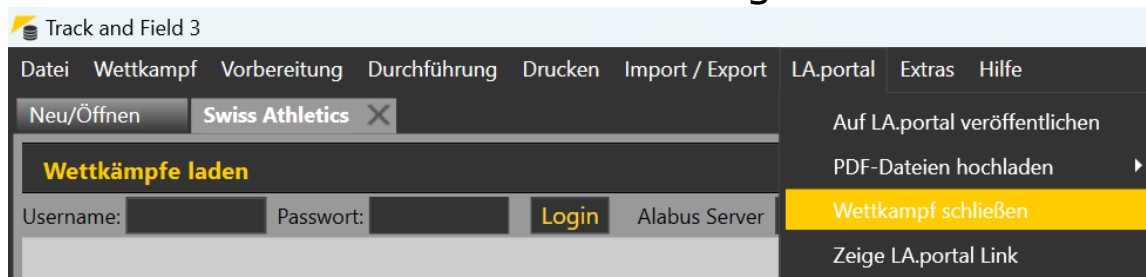 Track and Field 3
Datei Wettkampf Vorbereitung Durchführung Drucken Import / Export LA.portal Extras Hilfe
Neu/Öffnen Swiss Athletics
Auf LA.portal veröffentlichen
Wettkämpfe laden
PDF-Dateien hochladen
Username: Passwort: Login Alabus Server
Wettkampf schließen
Zeige LA.portal Link